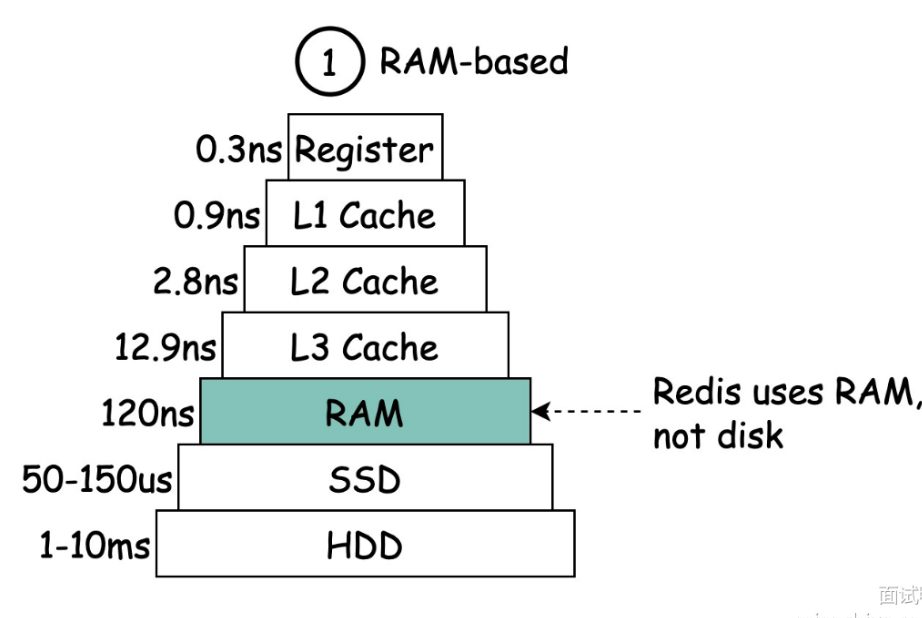 1 RAM-based
0.3ns Register
0.9ns L1 Cache
2.8ns L2 Cache
12.9ns L3 Cache
120ns RAM
Redis uses RAM,
not disk
50-150us SSD
1-10ms HDD
面试